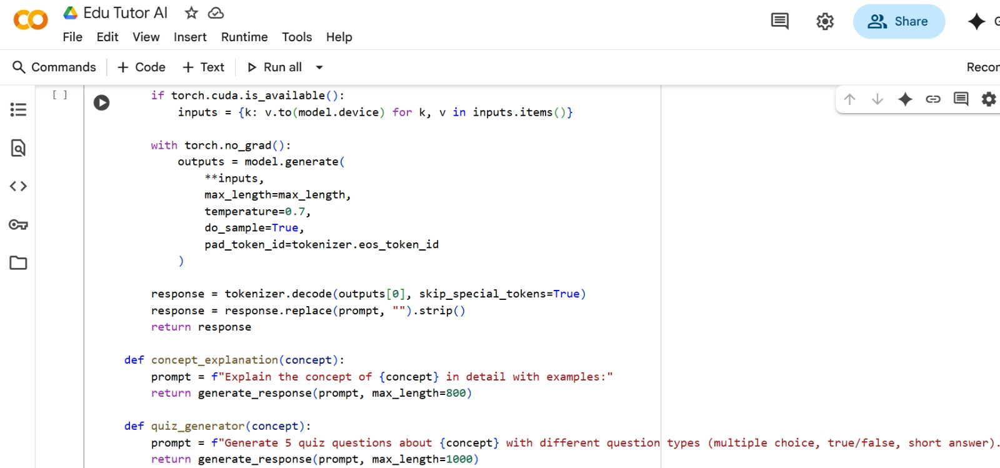 Edu Tutor AI
File Edit View Insert Runtime Tools Help
Share
Commands + Code + Text Run all
[ ]
if torch.cuda.is_available():
inputs = {k: v.to(model.device) for k, v in inputs.items()}
with torch.no_grad():
outputs = model.generate(
**inputs,
max_length=max_length,
temperature=0.7,
do_sample=True,
pad_token_id=tokenizer.eos_token_id
)
response = tokenizer.decode(outputs[0], skip_special_tokens=True)
response = response.replace(prompt, "").strip()
return response
def concept_explanation(concept):
prompt = f"Explain the concept of {concept} in detail with examples:"
return generate_response(prompt, max_length=800)
def quiz_generator(concept):
prompt = f"Generate 5 quiz questions about {concept} with different question types (multiple choice, true/false, short answer).
return generate_response(prompt, max_length=1000)